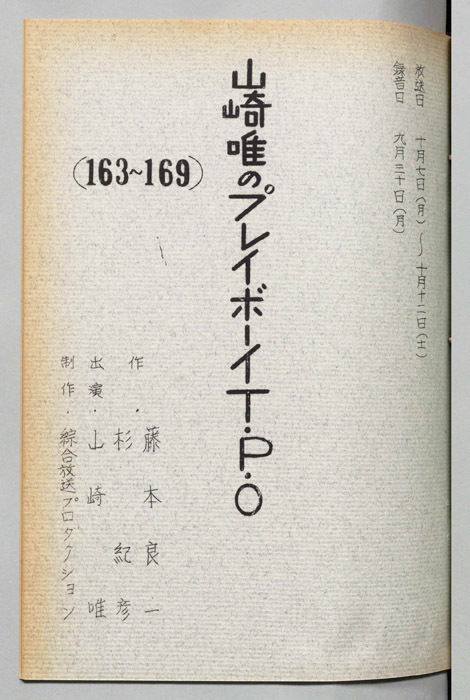 放送日 十月七日(月)〜十月十二日(土)
録音日 九月三十日(月)
山崎唯のプレイボーイT・P・O
(163~169)
作・藤本良一
杉紀彦
出演・山崎唯
制作・綜合放送プロダクション